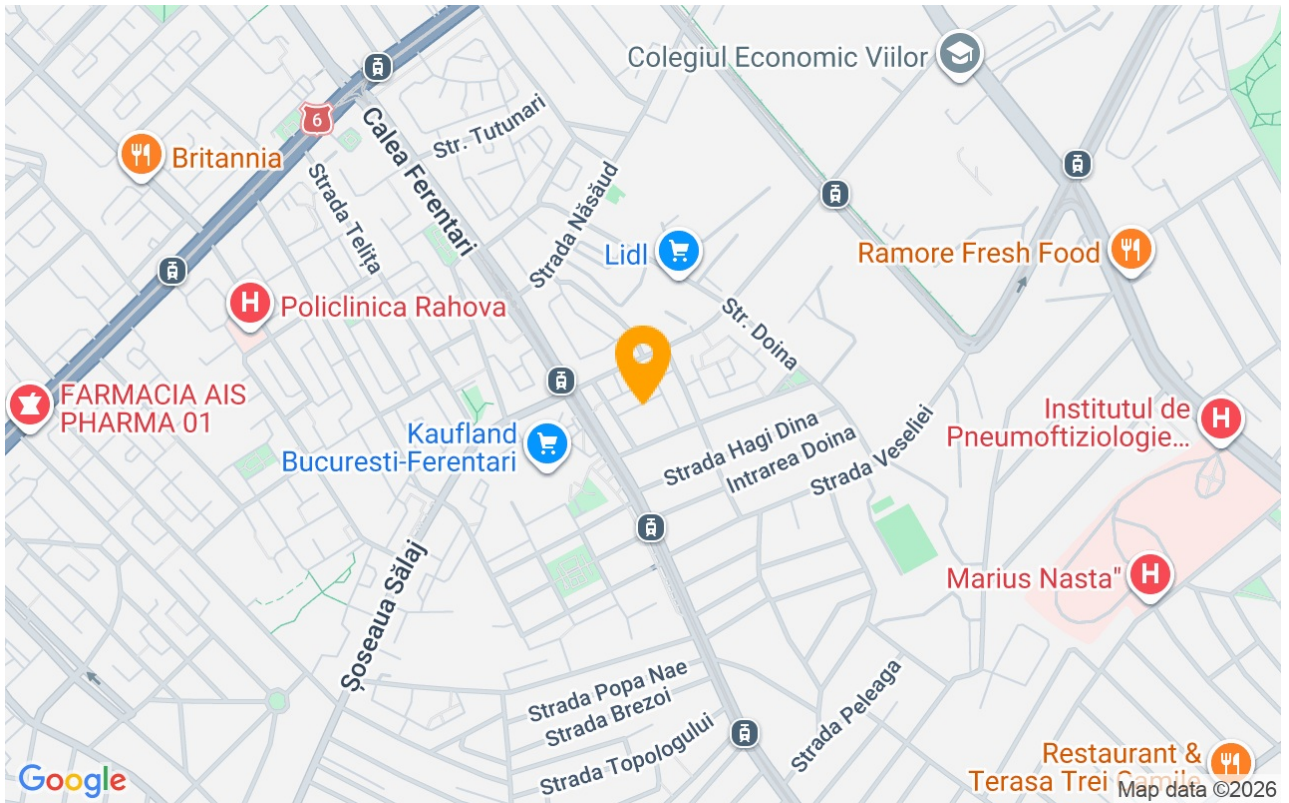 Colegiul Economic Viilor
6
Calea Ferentari
Str. Tutunari
Britannia
Strada Telița
Strada Năsăud
Lidl
Ramore Fresh Food
Policlinica Rahova
Str. Doina
FARMACIA AIS
PHARMA 01
Kaufland
Bucuresti-Ferentari
Institutul de
Pneumoftiziologie...
Strada Hagi Dina
Intrarea Doina
Strada Veseliei
Șoseaua Sălaj
Marius Nasta"
Strada Popa Nae
Strada Brezoi
Strada Topologului
Strada Peleaga
Restaurant &
Terasa Trei
Google
Map data ©2026